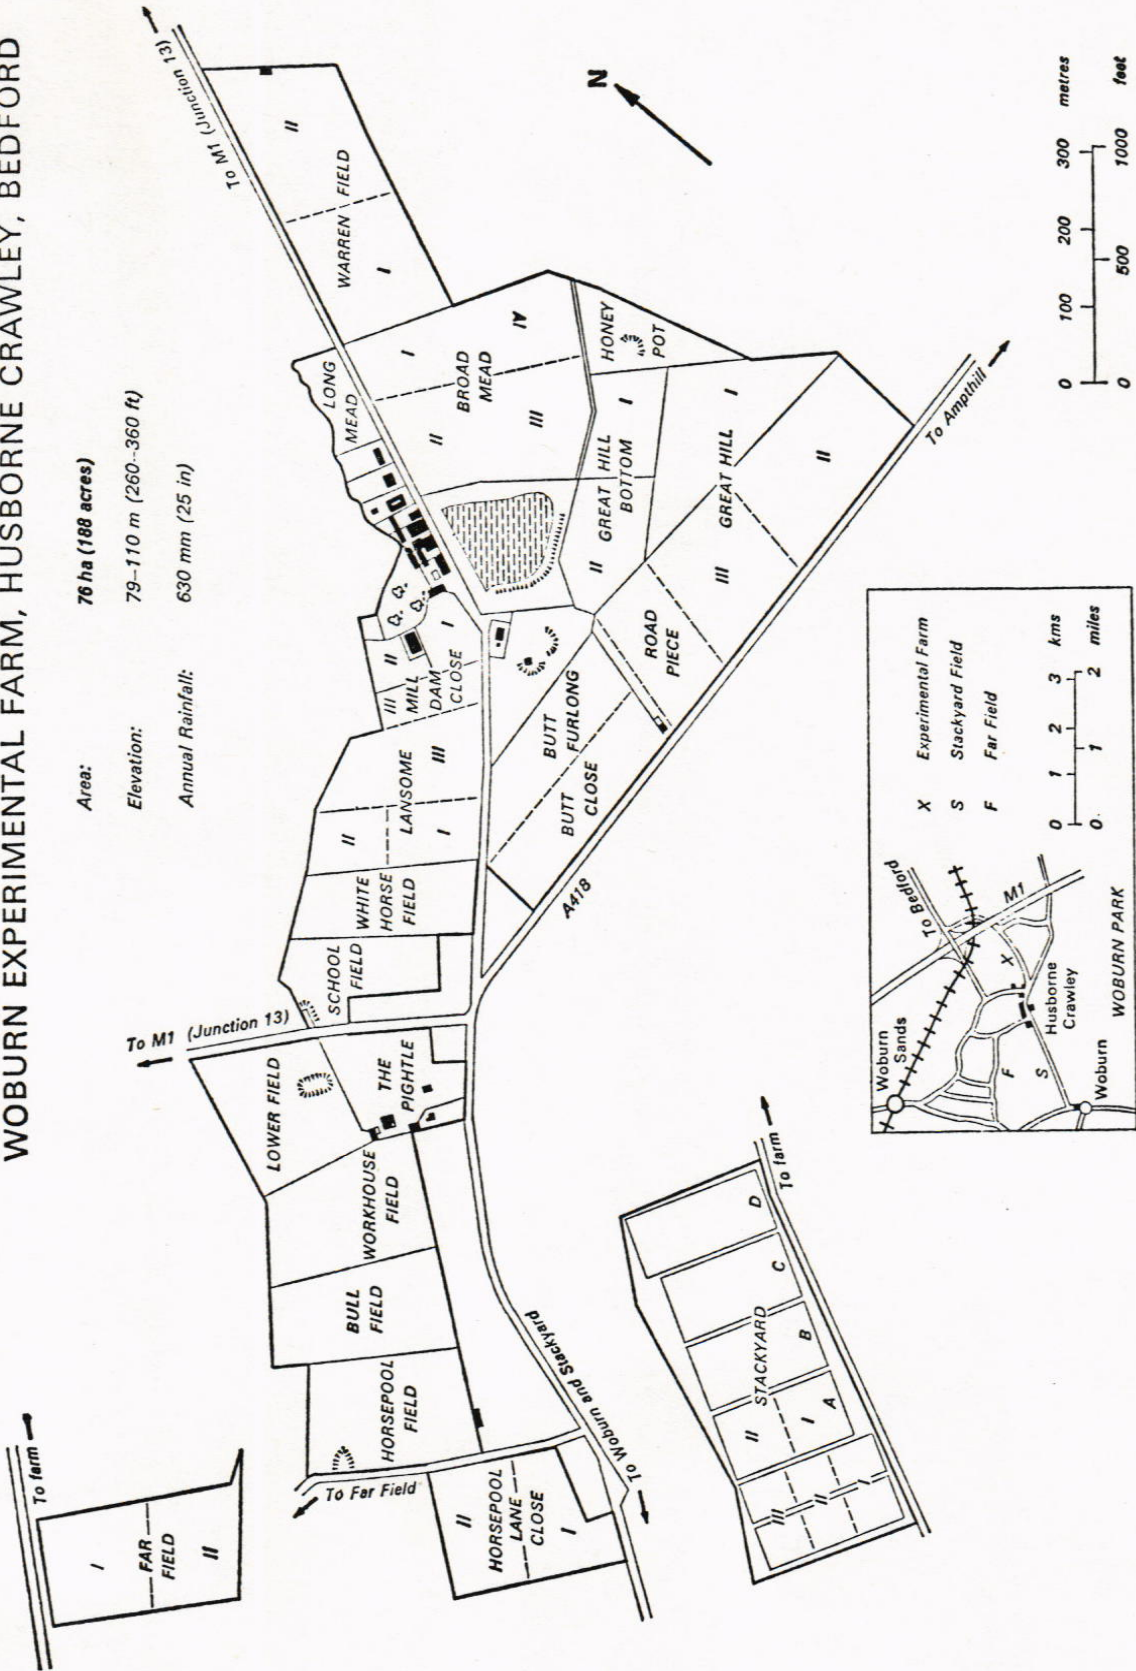 WOBURN EXPERIMENTAL FARM, HUSBORNE CRAWLEY, BEDFORD
Area: 76 ha (188 acres)
Elevation: 79–110 m (260–360 ft)
Annual Rainfall: 630 mm (25 in)
To farm
I
FAR
FIELD
II
To Far Field
HORSEPOOL
FIELD
II
HORSEPOOL
LANE
CLOSE
I
BULL
FIELD
WORKHOUSE
FIELD
LOWER FIELD
THE
PIGHTLE
To M1 (Junction 13)
SCHOOL
FIELD
WHITE
HORSE
FIELD
II
LANSOME
I
III
III
II
MILL
DAM
CLOSE
I
LONG
MEAD
To M1 (Junction 13)
WARREN FIELD
I
II
BROAD
MEAD
I
II
III
IV
HONEY
POT
GREAT HILL
BOTTOM
I
II
GREAT HILL
I
II
III
ROAD
PIECE
BUTT
FURLONG
BUTT
CLOSE
A418
To Ampthill
To Woburn and Stackyard
N
STACKYARD
II
I
A
B
C
D
III
II
I
To farm
0 100 200 300 metres
0 500 1000 feet
X Experimental Farm
S Stackyard Field
F Far Field
0 1 2 3 kms
0 1 2 miles
Woburn
Sands
To Bedford
M1
X
F
S
Husborne
Crawley
Woburn
WOBURN PARK